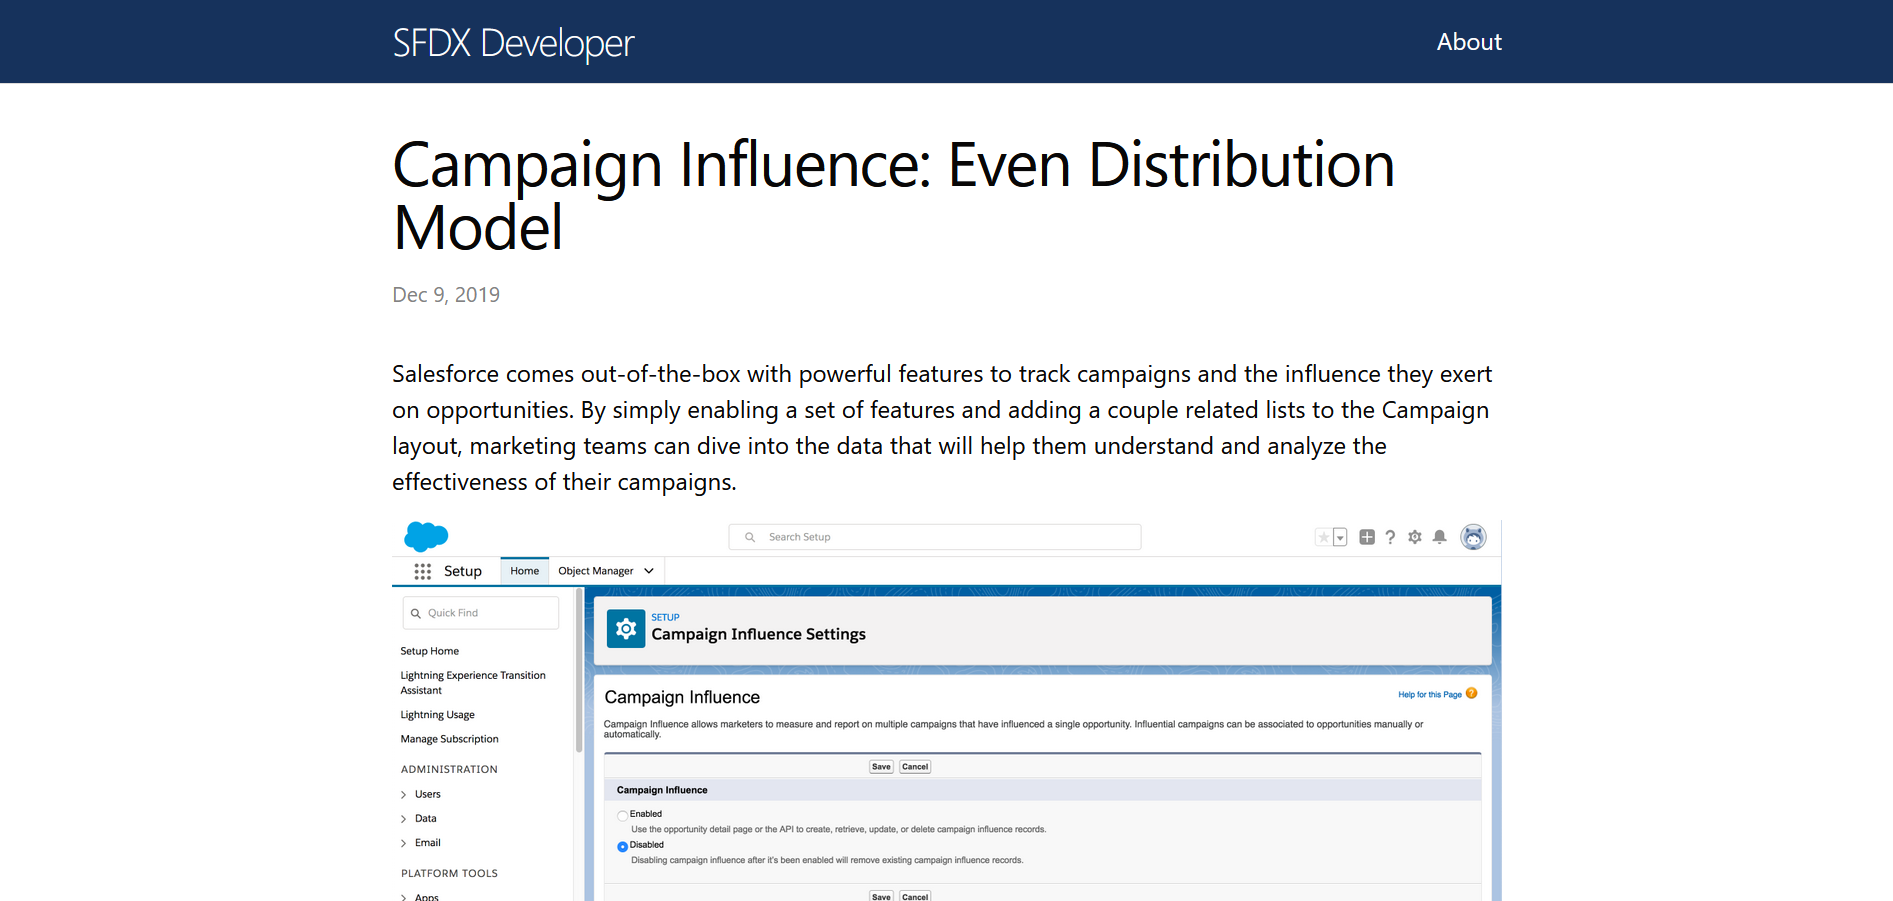 SFDX Developer
About
Campaign Influence: Even Distribution
Model
Dec 9, 2019
Salesforce comes out-of-the-box with powerful features to track campaigns and the influence they exert
on opportunities. By simply enabling a set of features and adding a couple related lists to the Campaign
layout, marketing teams can dive into the data that will help them understand and analyze the
effectiveness of their campaigns.
Search Setup
Setup
Home
Object Manager
Quick Find
Setup Home
Lightning Experience Transition
Assistant
Lightning Usage
Manage Subscription
ADMINISTRATION
Users
Data
Email
PLATFORM TOOLS
Apps
SETUP
Campaign Influence Settings
Campaign Influence
Help for this Page
Campaign Influence allows marketers to measure and report on multiple campaigns that have influenced a single opportunity. Influential campaigns can be associated to opportunities manually or
automatically.
Save Cancel
Campaign Influence
Enabled
Use the opportunity detail page or the API to create, retrieve, update, or delete campaign influence records.
Disabled
Disabling campaign influence after it's been enabled will remove existing campaign influence records.
Save Cancel